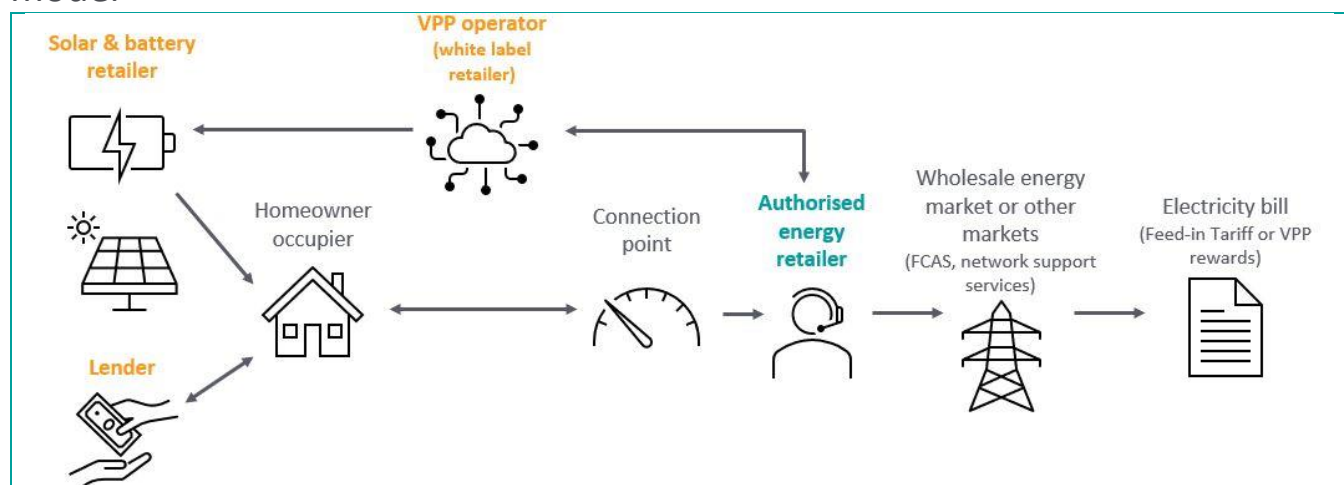 model
VPP operator
(white label
retailer)
Solar & battery
retailer
Homeowner
occupier
Connection
point
Authorised
energy
retailer
Wholesale energy
market or other
markets
(FCAS, network support
services)
Electricity bill
(Feed-in Tariff or VPP
rewards)
Lender